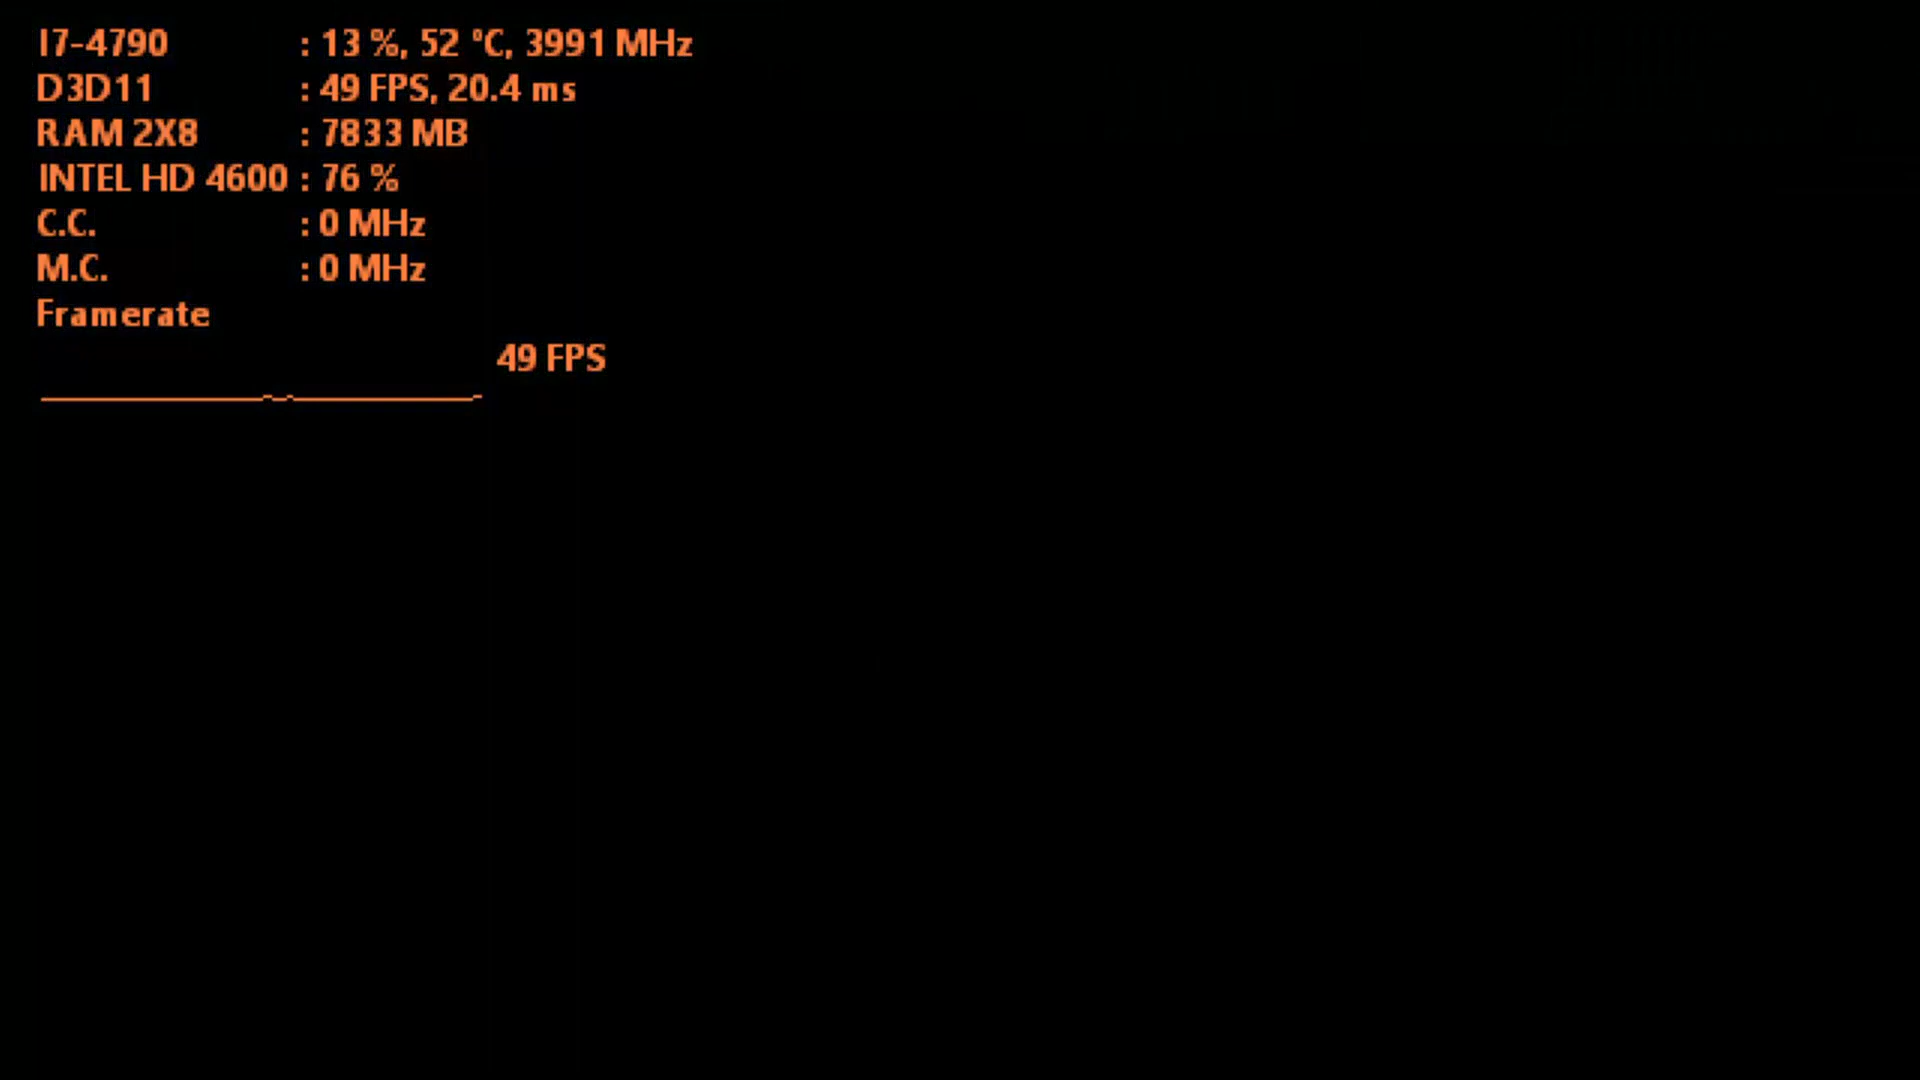 I7-4790 : 13 %, 52 °C, 3991 MHz
D3D11 : 49 FPS, 20.4 ms
RAM 2X8 : 7833 MB
INTEL HD 4600 : 76 %
C.C. : 0 MHz
M.C. : 0 MHz
Framerate
49 FPS